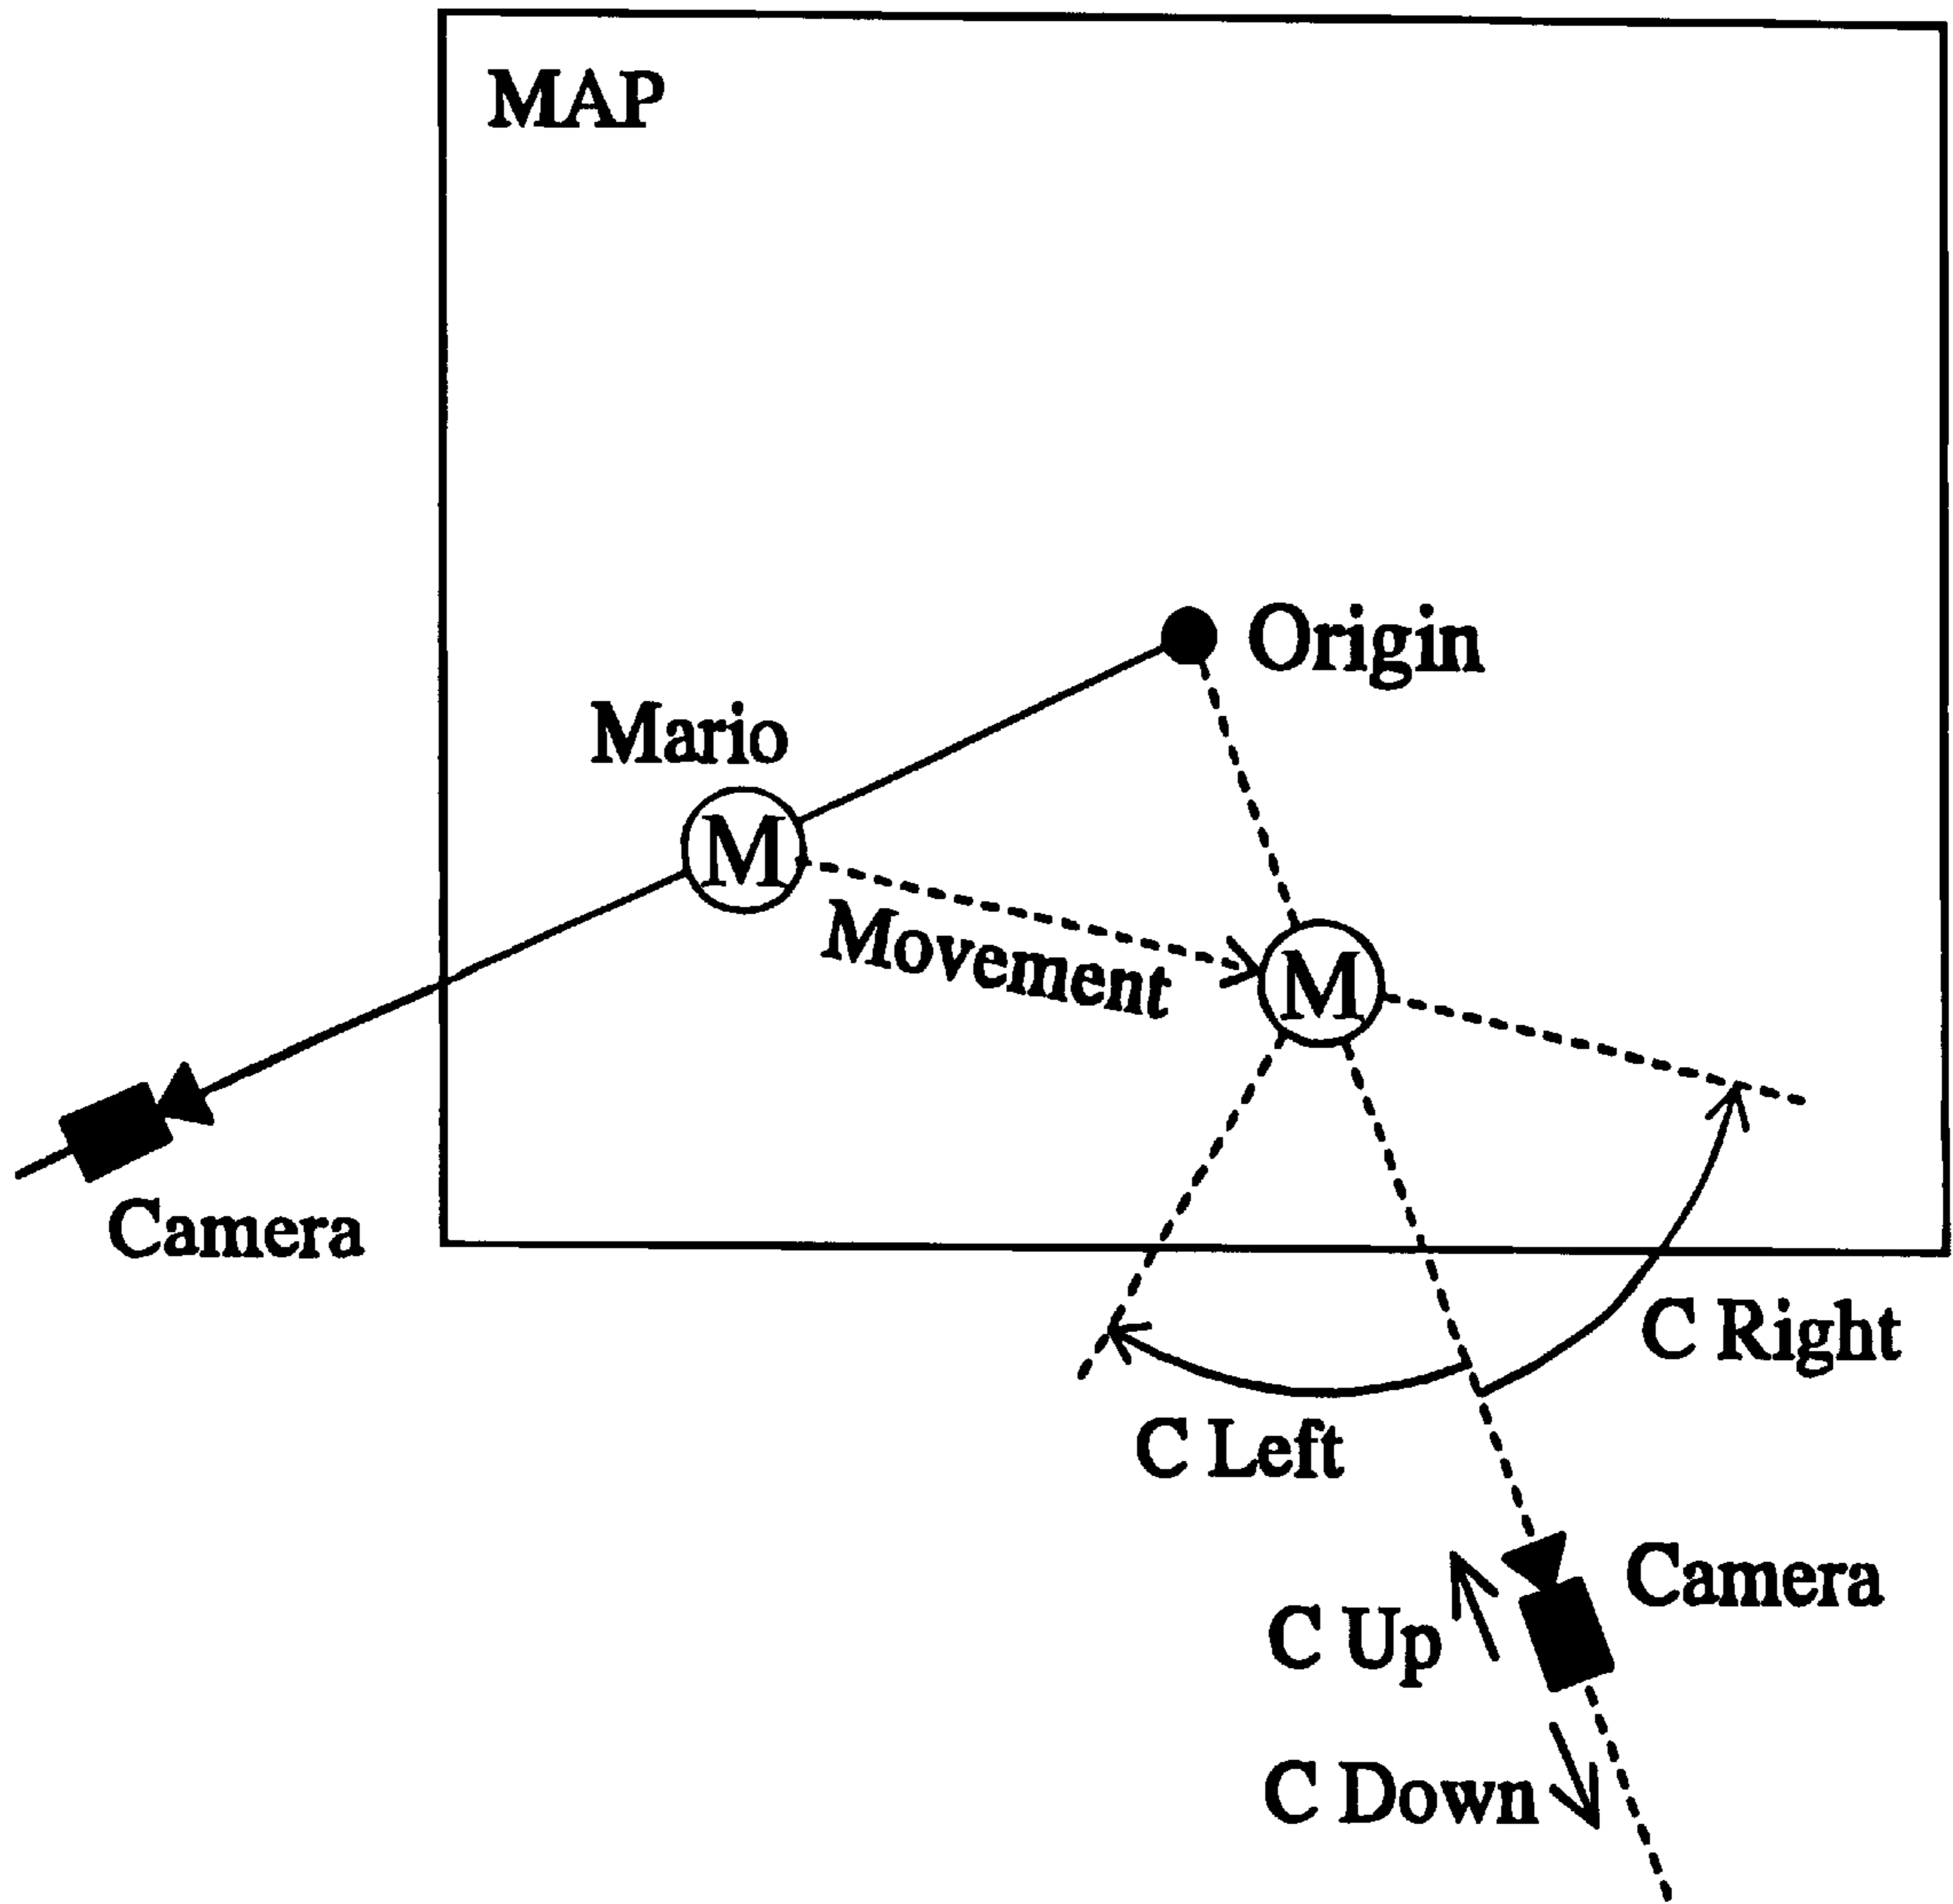 MAP
Origin
Mario
M
Movement
M
Camera
C Right
C Left
Camera
C Up
C Down